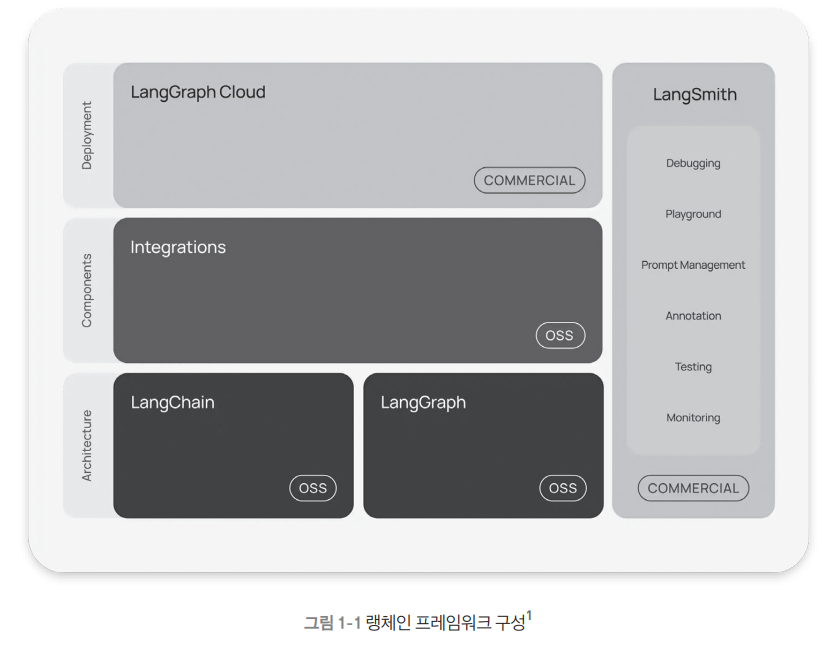 Deployment
LangGraph Cloud
COMMERCIAL
Components
Integrations
OSS
Architecture
LangChain
OSS
LangGraph
OSS
LangSmith
Debugging
Playground
Prompt Management
Annotation
Testing
Monitoring
COMMERCIAL
그림 1-1 랭체인 프레임워크 구성1